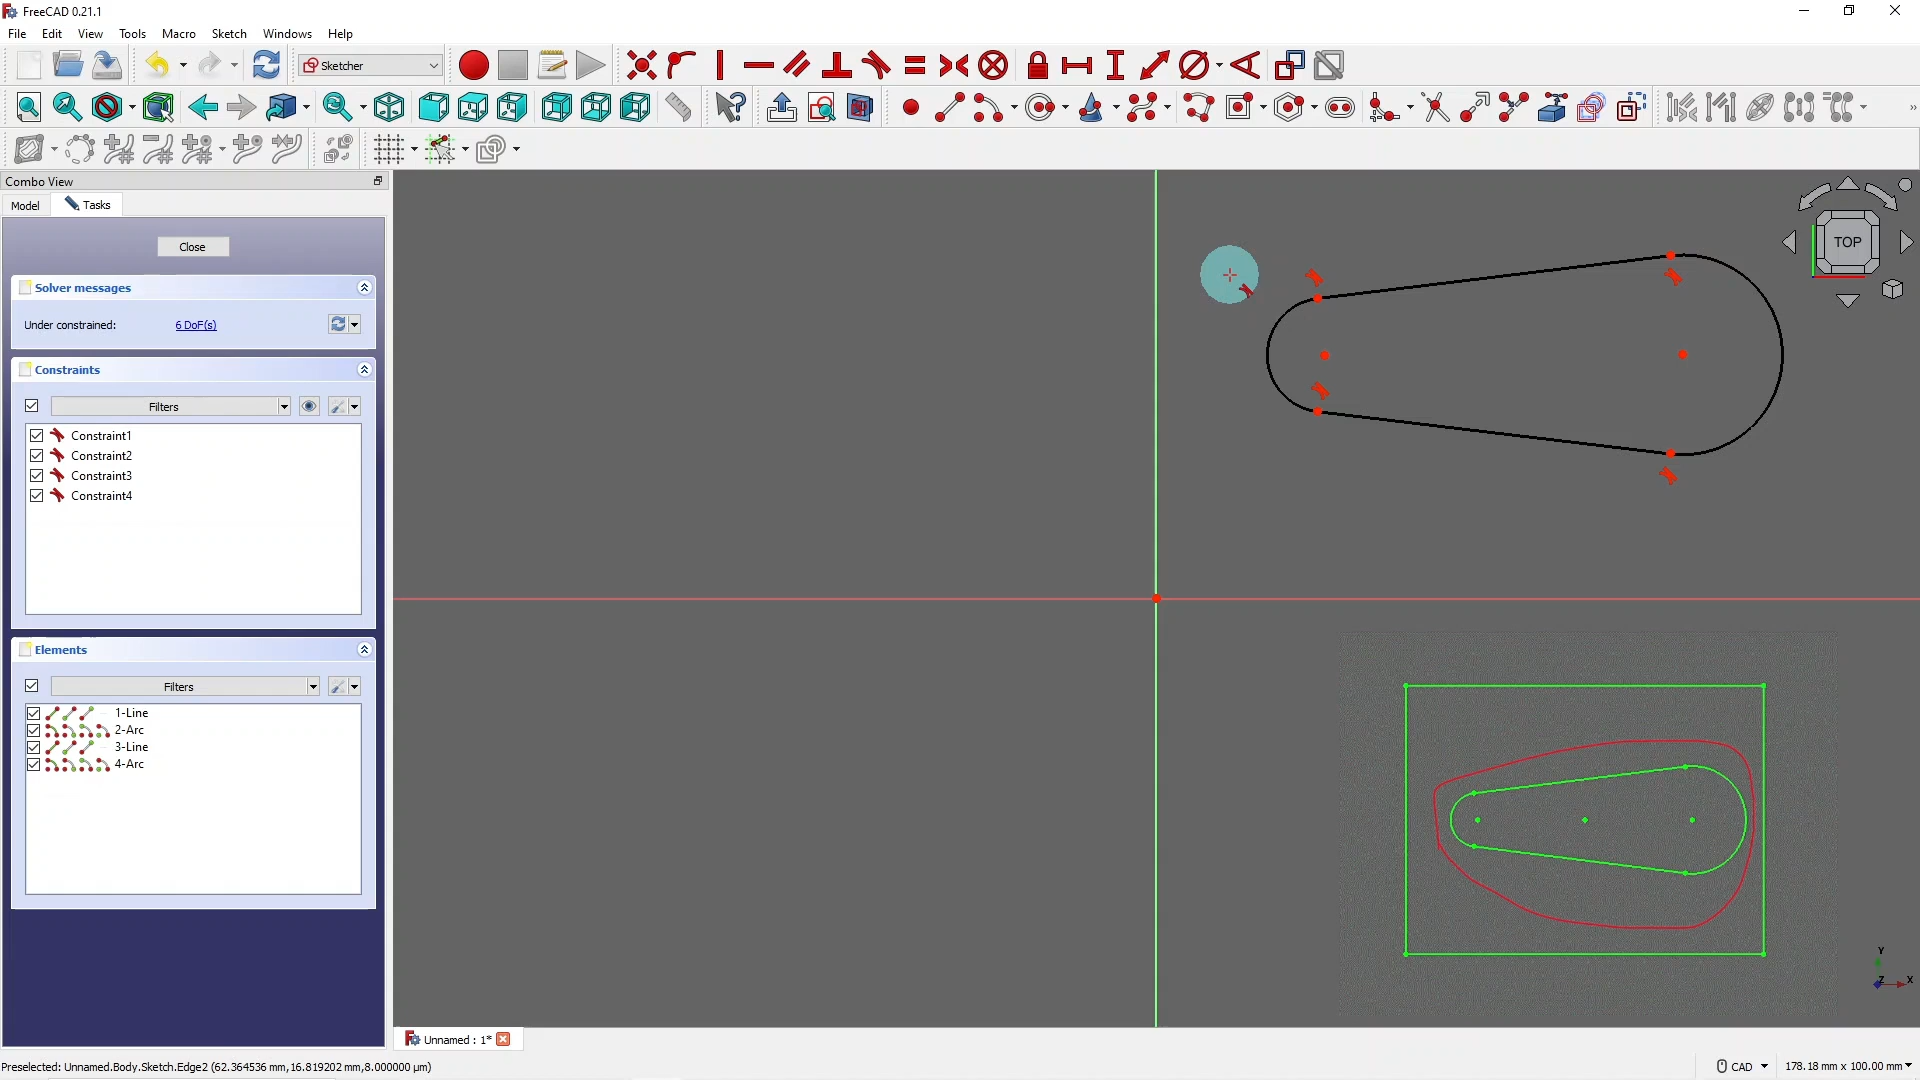 FreeCAD 0.21.1
File Edit View Tools Macro Sketch Windows Help
Sketcher
Combo View
Model Tasks
Close
Solver messages
Under constrained: 6 DoF(s)
Constraints
Filters
Constraint1
Constraint2
Constraint3
Constraint4
Elements
Filters
1-Line
2-Arc
3-Line
4-Arc
TOP
Y
Z X
Unnamed : 1*
Preselected: Unnamed.Body.Sketch.Edge2 (62.364536 mm,16.819202 mm,8.000000 µm)
CAD 178.18 mm x 100.00 mm